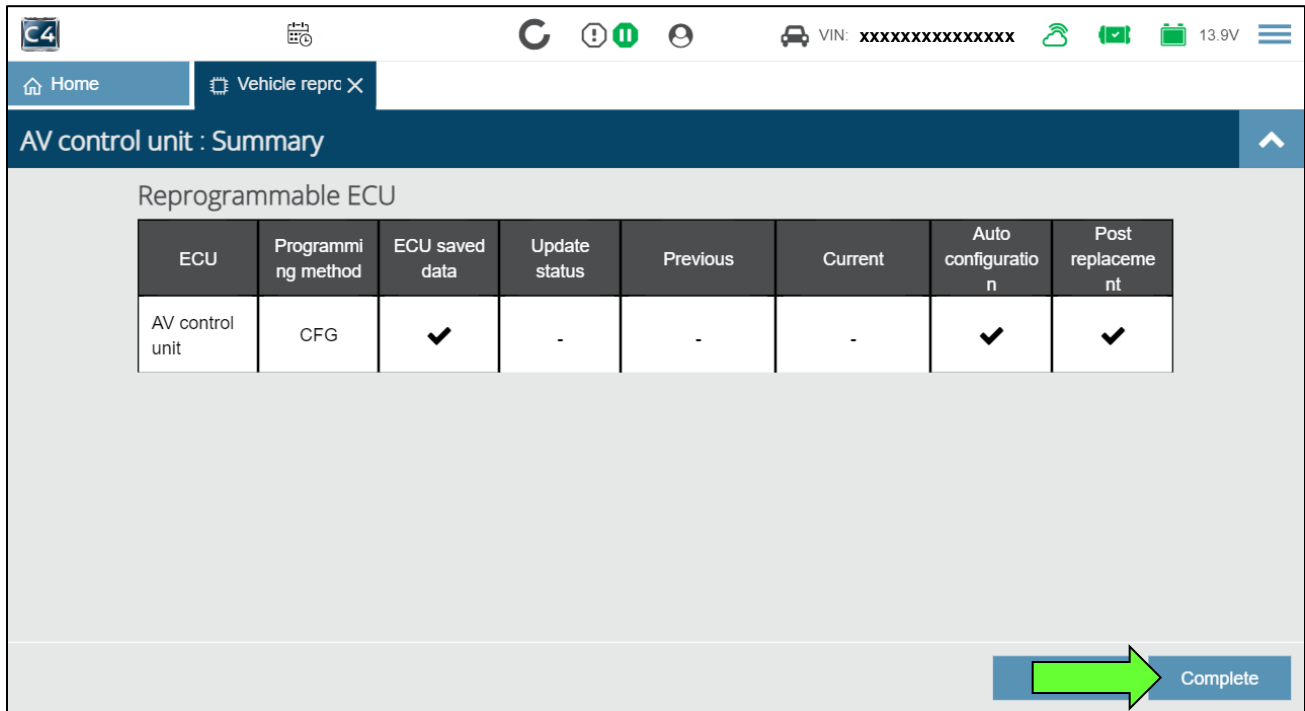 C4
VIN: xxxxxxxxxxxxxxx
13.9V
Home
Vehicle repro
AV control unit : Summary
Reprogrammable ECU
ECU
Programmi
ng method
ECU saved
data
Update
status
Previous
Current
Auto
configuratio
n
Post
replaceme
nt
AV control
unit
CFG
-
-
-
Complete